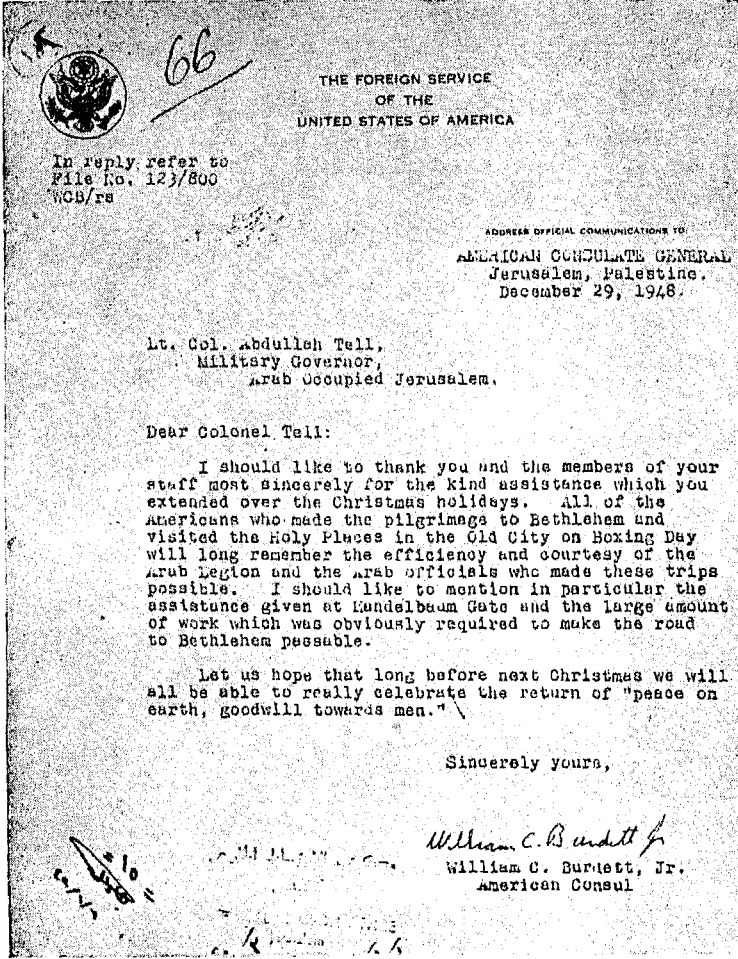 66
THE FOREIGN SERVICE
OF THE
UNITED STATES OF AMERICA
In reply refer to
File No. 123/800
WCB/rs
ADDRESS OFFICIAL COMMUNICATIONS TO:
AMERICAN CONSULATE GENERAL
Jerusalem, Palestine.
December 29, 1948.
Lt. Col. Abdullah Tell,
Military Governor,
Arab Occupied Jerusalem.
Dear Colonel Tell:
I should like to thank you and the members of your
staff most sincerely for the kind assistance which you
extended over the Christmas holidays. All of the
Americans who made the pilgrimage to Bethlehem and
visited the Holy Places in the Old City on Boxing Day
will long remember the efficiency and courtesy of the
Arab Legion and the Arab officials who made these trips
possible. I should like to mention in particular the
assistance given at Mandelbaum Gate and the large amount
of work which was obviously required to make the road
to Bethlehem passable.
Let us hope that long before next Christmas we will
all be able to really celebrate the return of "peace on
earth, goodwill towards men."
Sincerely yours,
William C. Burdett Jr
William C. Burdett, Jr.
American Consul